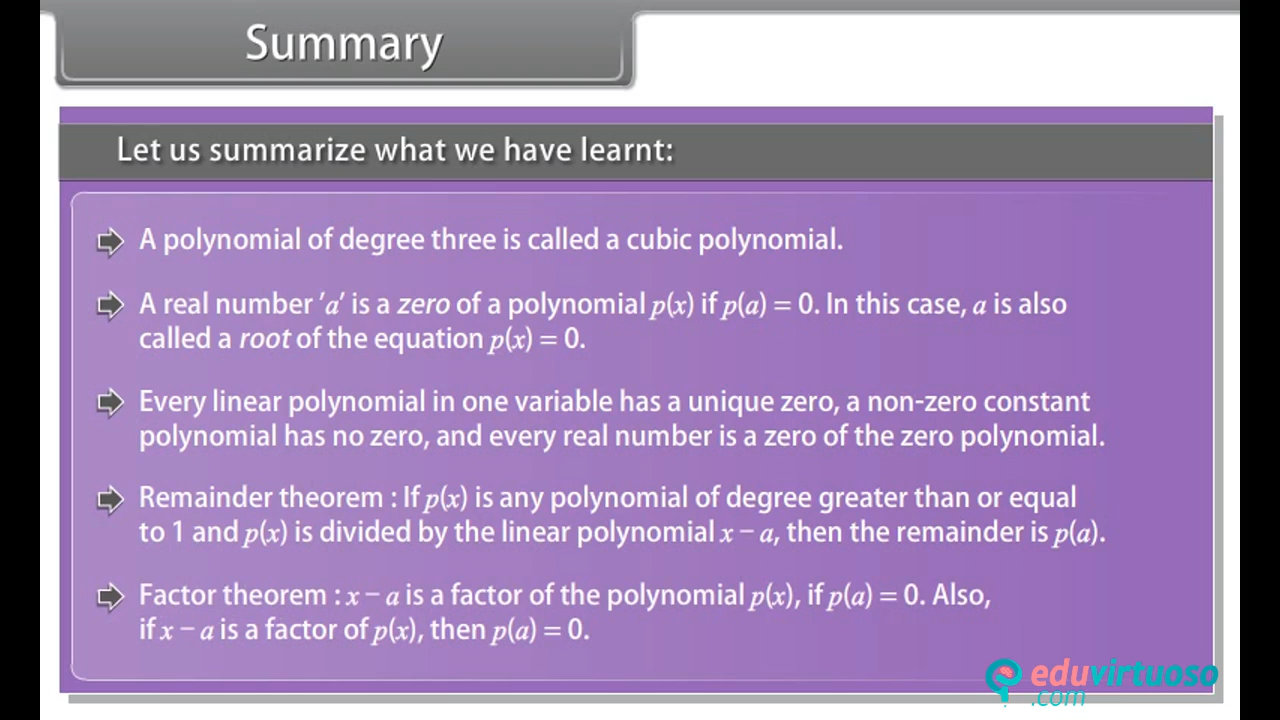 Summary
Let us summarize what we have learnt:
A polynomial of degree three is called a cubic polynomial.
A real number 'a' is a zero of a polynomial p(x) if p(a) = 0. In this case, a is also
called a root of the equation p(x) = 0.
Every linear polynomial in one variable has a unique zero, a non-zero constant
polynomial has no zero, and every real number is a zero of the zero polynomial.
Remainder theorem : If p(x) is any polynomial of degree greater than or equal
to 1 and p(x) is divided by the linear polynomial x − a, then the remainder is p(a).
Factor theorem : x − a is a factor of the polynomial p(x), if p(a) = 0. Also,
if x − a is a factor of p(x), then p(a) = 0.
eduvirtuoso
.com